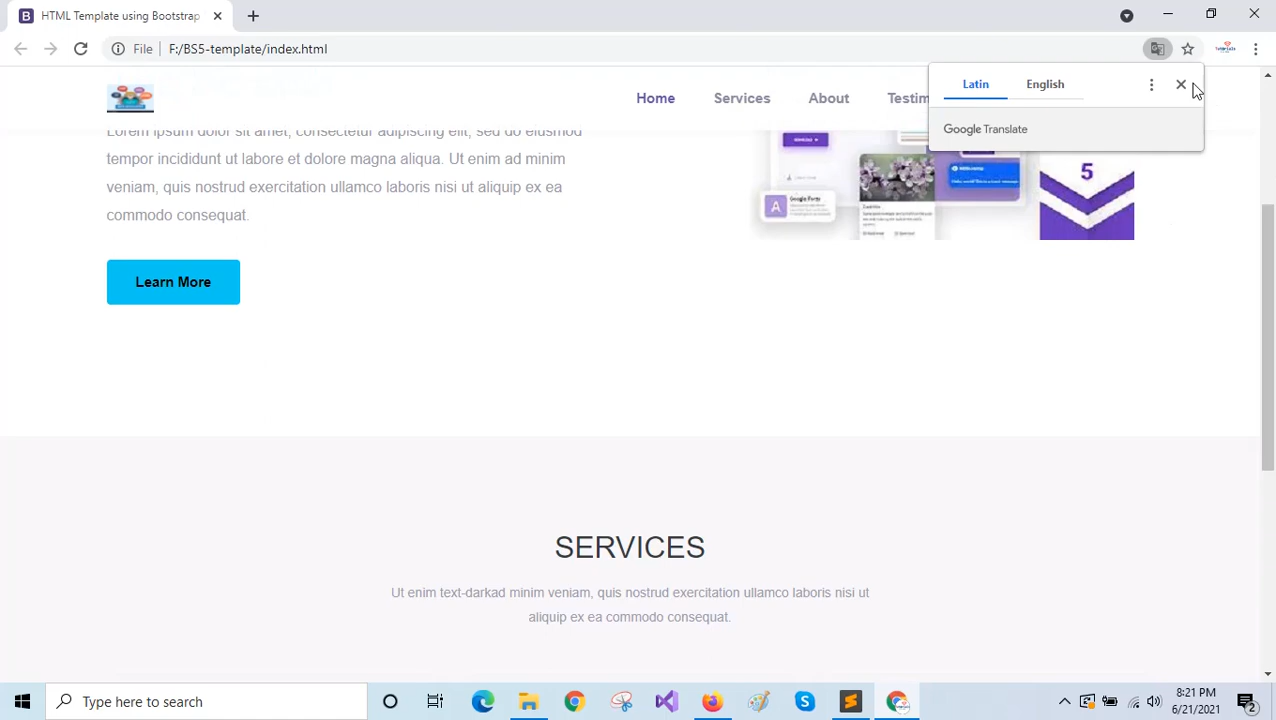 HTML Template using Bootstrap
File F:/BS5-template/index.html
Latin English
Google Translate
Home Services About Testim
Lorem ipsum dolor sit amet, consectetur adipiscing elit, sed do eiusmod
tempor incididunt ut labore et dolore magna aliqua. Ut enim ad minim
veniam, quis nostrud exercitation ullamco laboris nisi ut aliquip ex ea
commodo consequat.
5
A Google Fonts
Learn More
SERVICES
Ut enim text-darkad minim veniam, quis nostrud exercitation ullamco laboris nisi ut
aliquip ex ea commodo consequat.
Type here to search
8:21 PM
6/21/2021
2